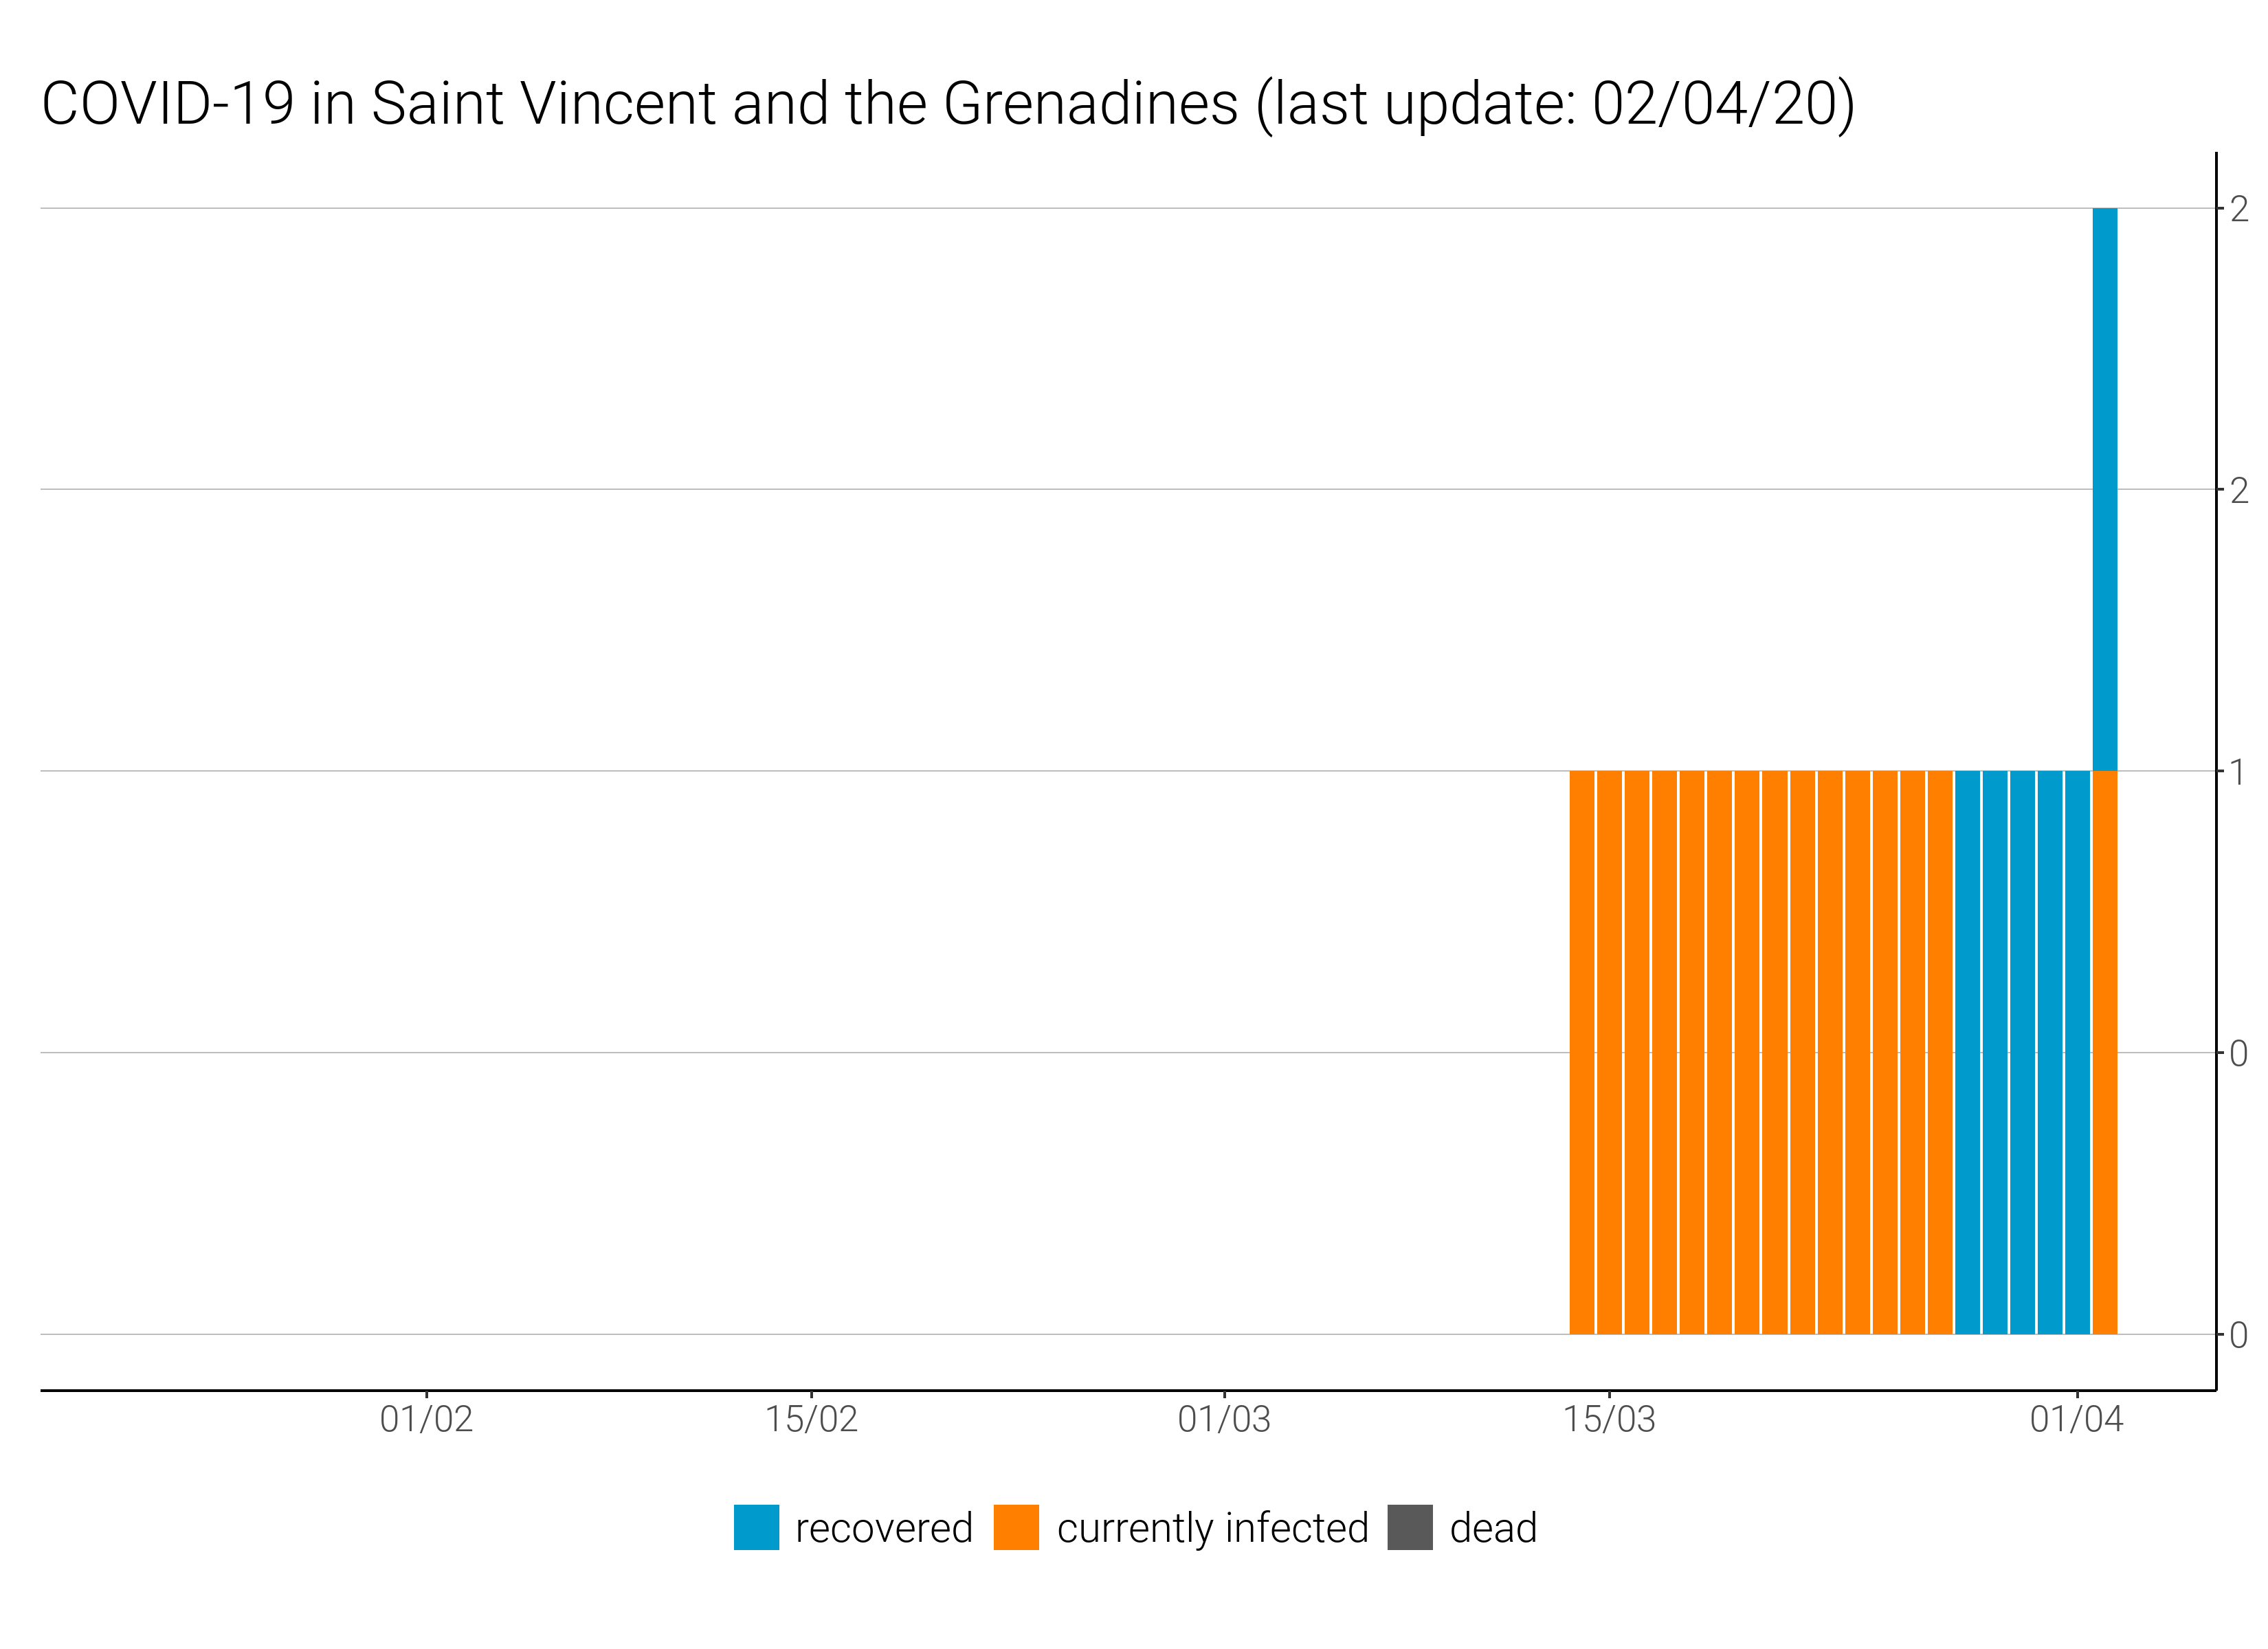 COVID-19 in Saint Vincent and the Grenadines (last update: 02/04/20)
2
2
1
0
0
01/02 15/02 01/03 15/03 01/04
recovered currently infected dead